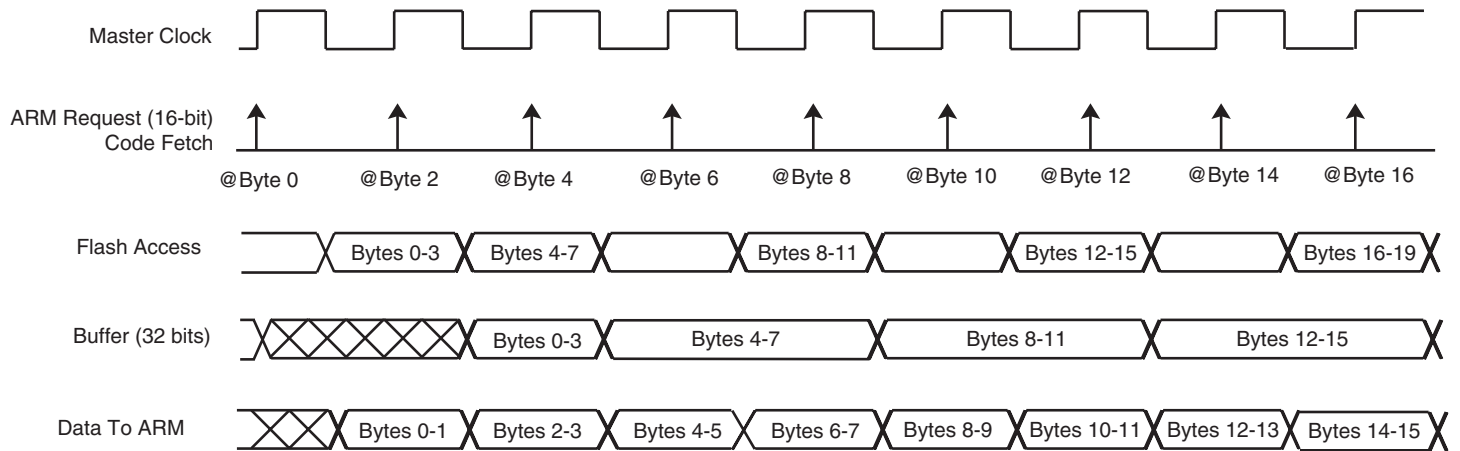 Master Clock
ARM Request (16-bit)
Code Fetch
@Byte 0 @Byte 2 @Byte 4 @Byte 6 @Byte 8 @Byte 10 @Byte 12 @Byte 14 @Byte 16
Flash Access Bytes 0-3 Bytes 4-7 Bytes 8-11 Bytes 12-15 Bytes 16-19
Buffer (32 bits) Bytes 0-3 Bytes 4-7 Bytes 8-11 Bytes 12-15
Data To ARM Bytes 0-1 Bytes 2-3 Bytes 4-5 Bytes 6-7 Bytes 8-9 Bytes 10-11 Bytes 12-13 Bytes 14-15